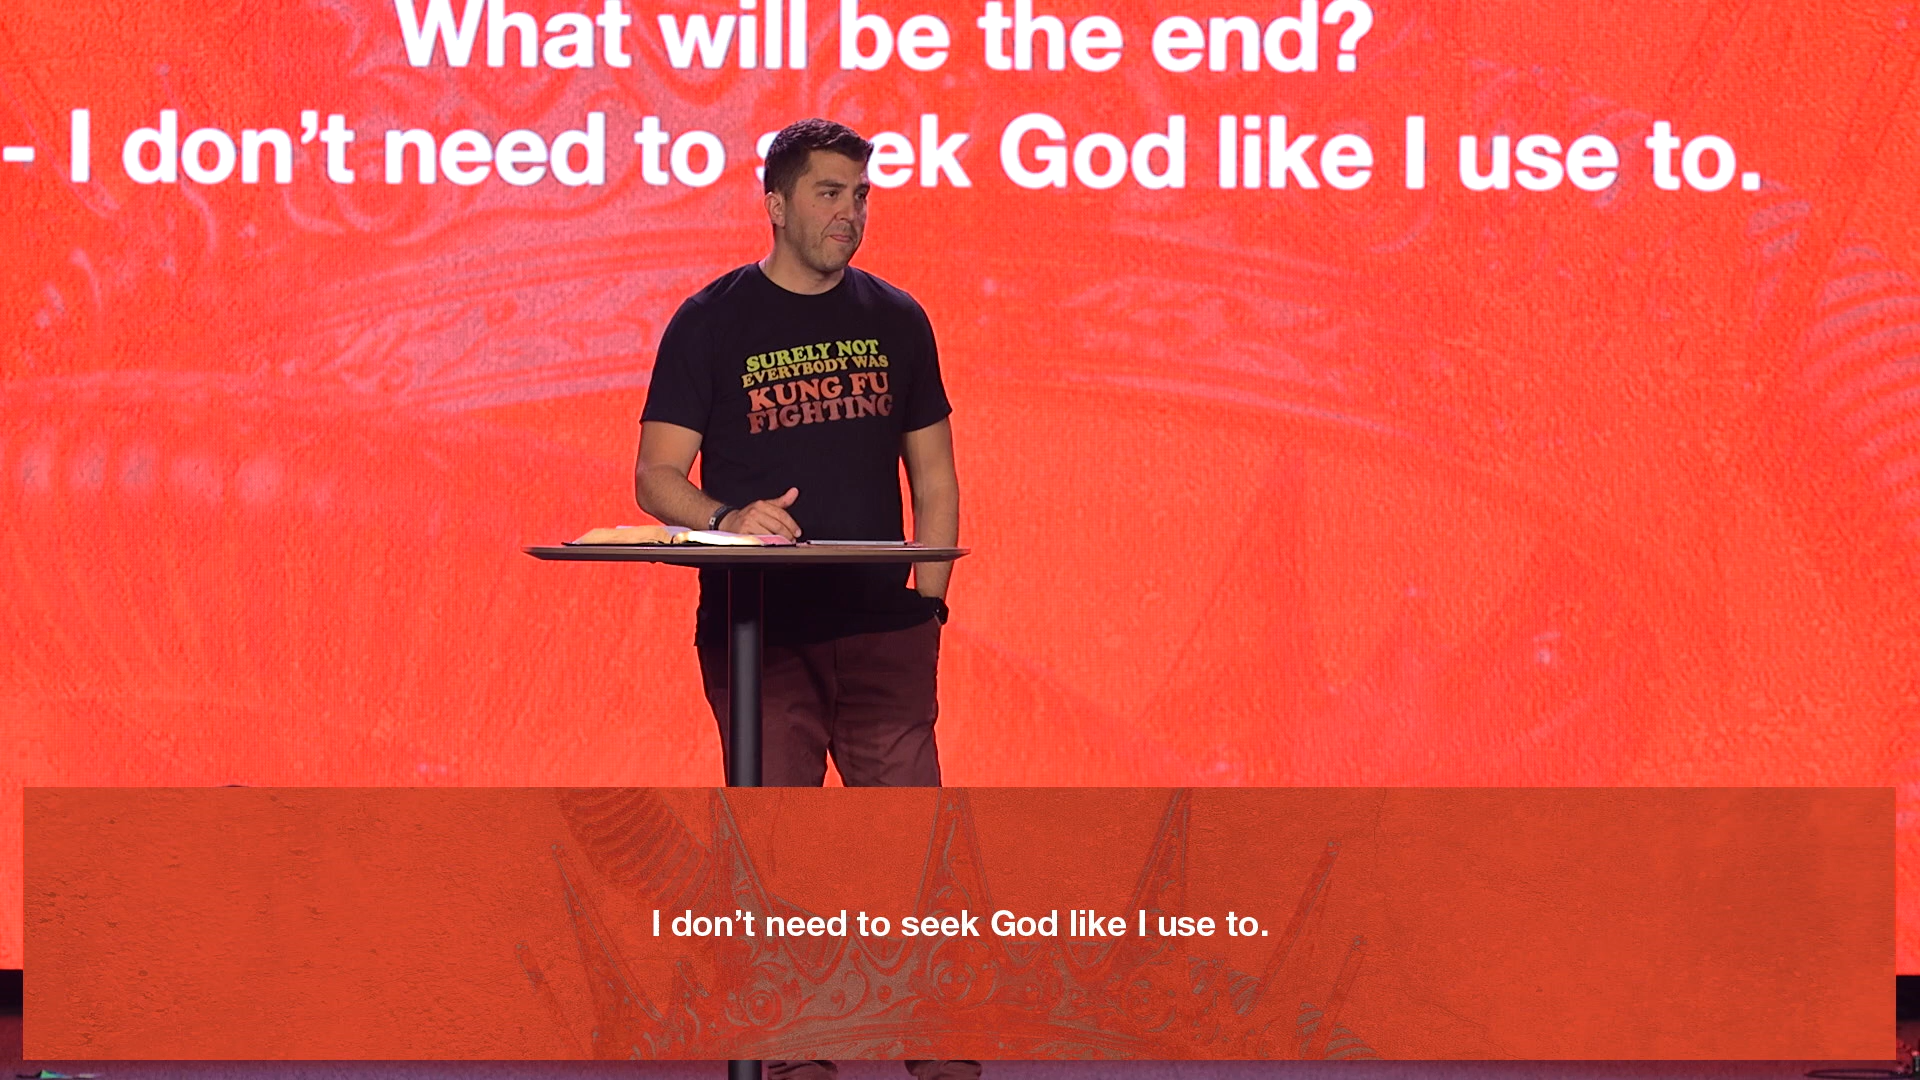 What will be the end?
- I don't need to seek God like I use to.
SURELY NOT
EVERYBODY WAS
KUNG FU
FIGHTING
I don't need to seek God like I use to.